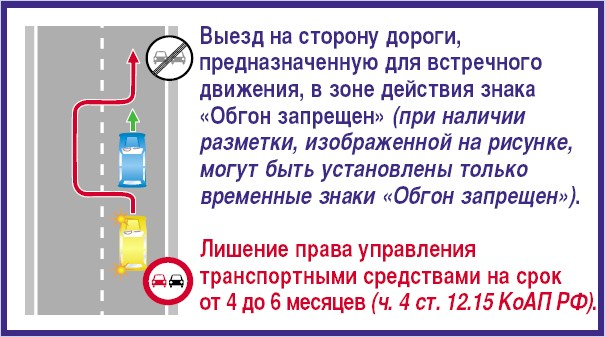 Выезд на сторону дороги,
предназначенную для встречного
движения, в зоне действия знака
«Обгон запрещен» (при наличии
разметки, изображенной на рисунке,
могут быть установлены только
временные знаки «Обгон запрещен»).
Лишение права управления
транспортными средствами на срок
от 4 до 6 месяцев (ч. 4 ст. 12.15 КоАП РФ).